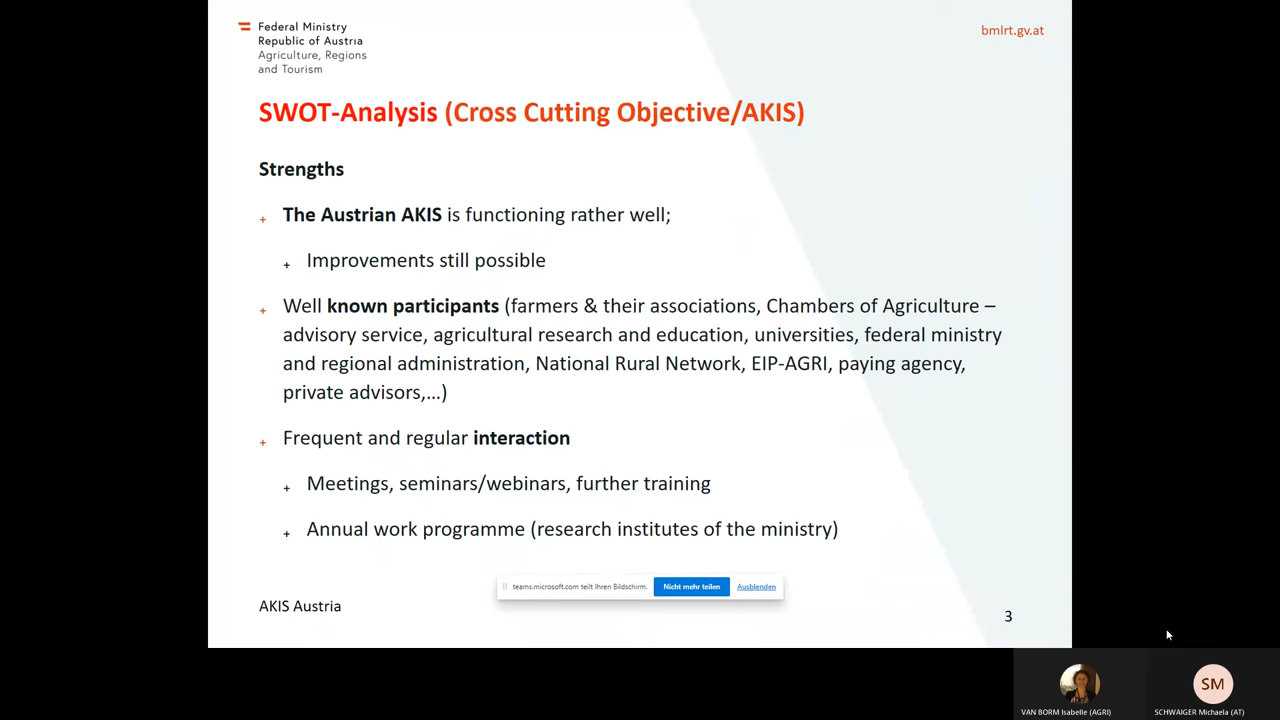 Federal Ministry
Republic of Austria
Agriculture, Regions
and Tourism
bmlrt.gv.at
SWOT-Analysis (Cross Cutting Objective/AKIS)
Strengths
+ The Austrian AKIS is functioning rather well;
+ Improvements still possible
+ Well known participants (farmers & their associations, Chambers of Agriculture –
advisory service, agricultural research and education, universities, federal ministry
and regional administration, National Rural Network, EIP-AGRI, paying agency,
private advisors,...)
+ Frequent and regular interaction
+ Meetings, seminars/webinars, further training
+ Annual work programme (research institutes of the ministry)
teams.microsoft.com teilt Ihren Bildschirm. Nicht mehr teilen Ausblenden
AKIS Austria
3
SM
VAN BORM Isabelle (AGRI)
SCHWAIGER Michaela (AT)